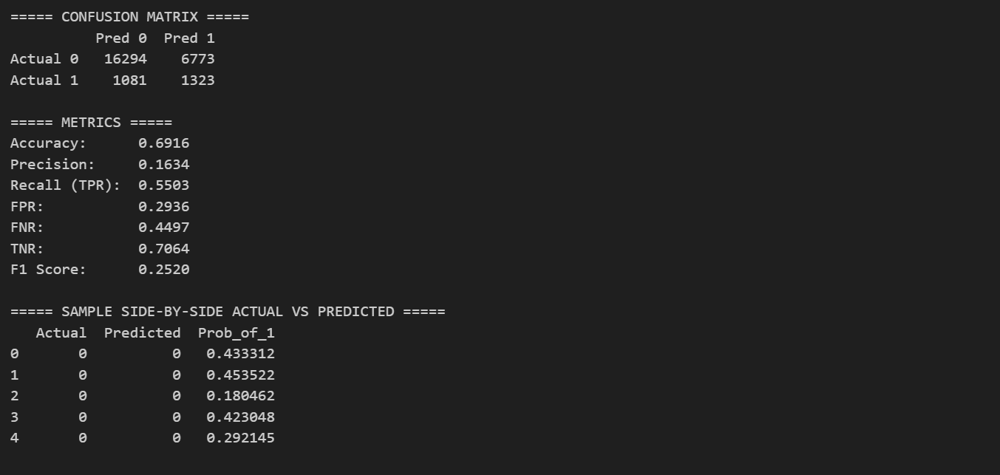 ===== CONFUSION MATRIX =====
          Pred 0  Pred 1
Actual 0   16294    6773
Actual 1    1081    1323

===== METRICS =====
Accuracy:      0.6916
Precision:     0.1634
Recall (TPR):  0.5503
FPR:           0.2936
FNR:           0.4497
TNR:           0.7064
F1 Score:      0.2520

===== SAMPLE SIDE-BY-SIDE ACTUAL VS PREDICTED =====
   Actual  Predicted  Prob_of_1
0       0          0   0.433312
1       0          0   0.453522
2       0          0   0.180462
3       0          0   0.423048
4       0          0   0.292145